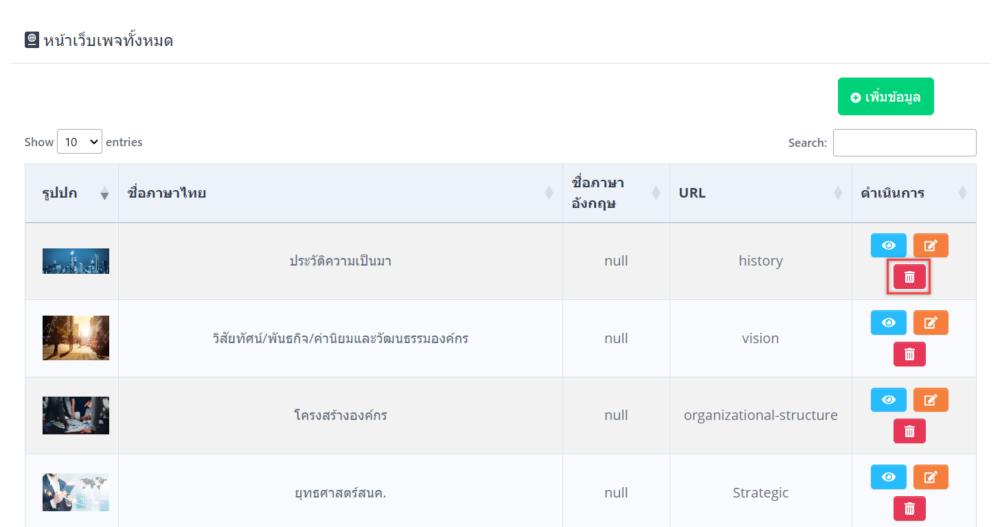 หน้าเว็บเพจทั้งหมด
เพิ่มข้อมูล
Show 10 entries
Search:
รูปปก ชื่อภาษาไทย ชื่อภาษาอังกฤษ URL ดำเนินการ
ประวัติความเป็นมา null history
วิสัยทัศน์/พันธกิจ/ค่านิยมและวัฒนธรรมองค์กร null vision
โครงสร้างองค์กร null organizational-structure
ยุทธศาสตร์สนค. null Strategic